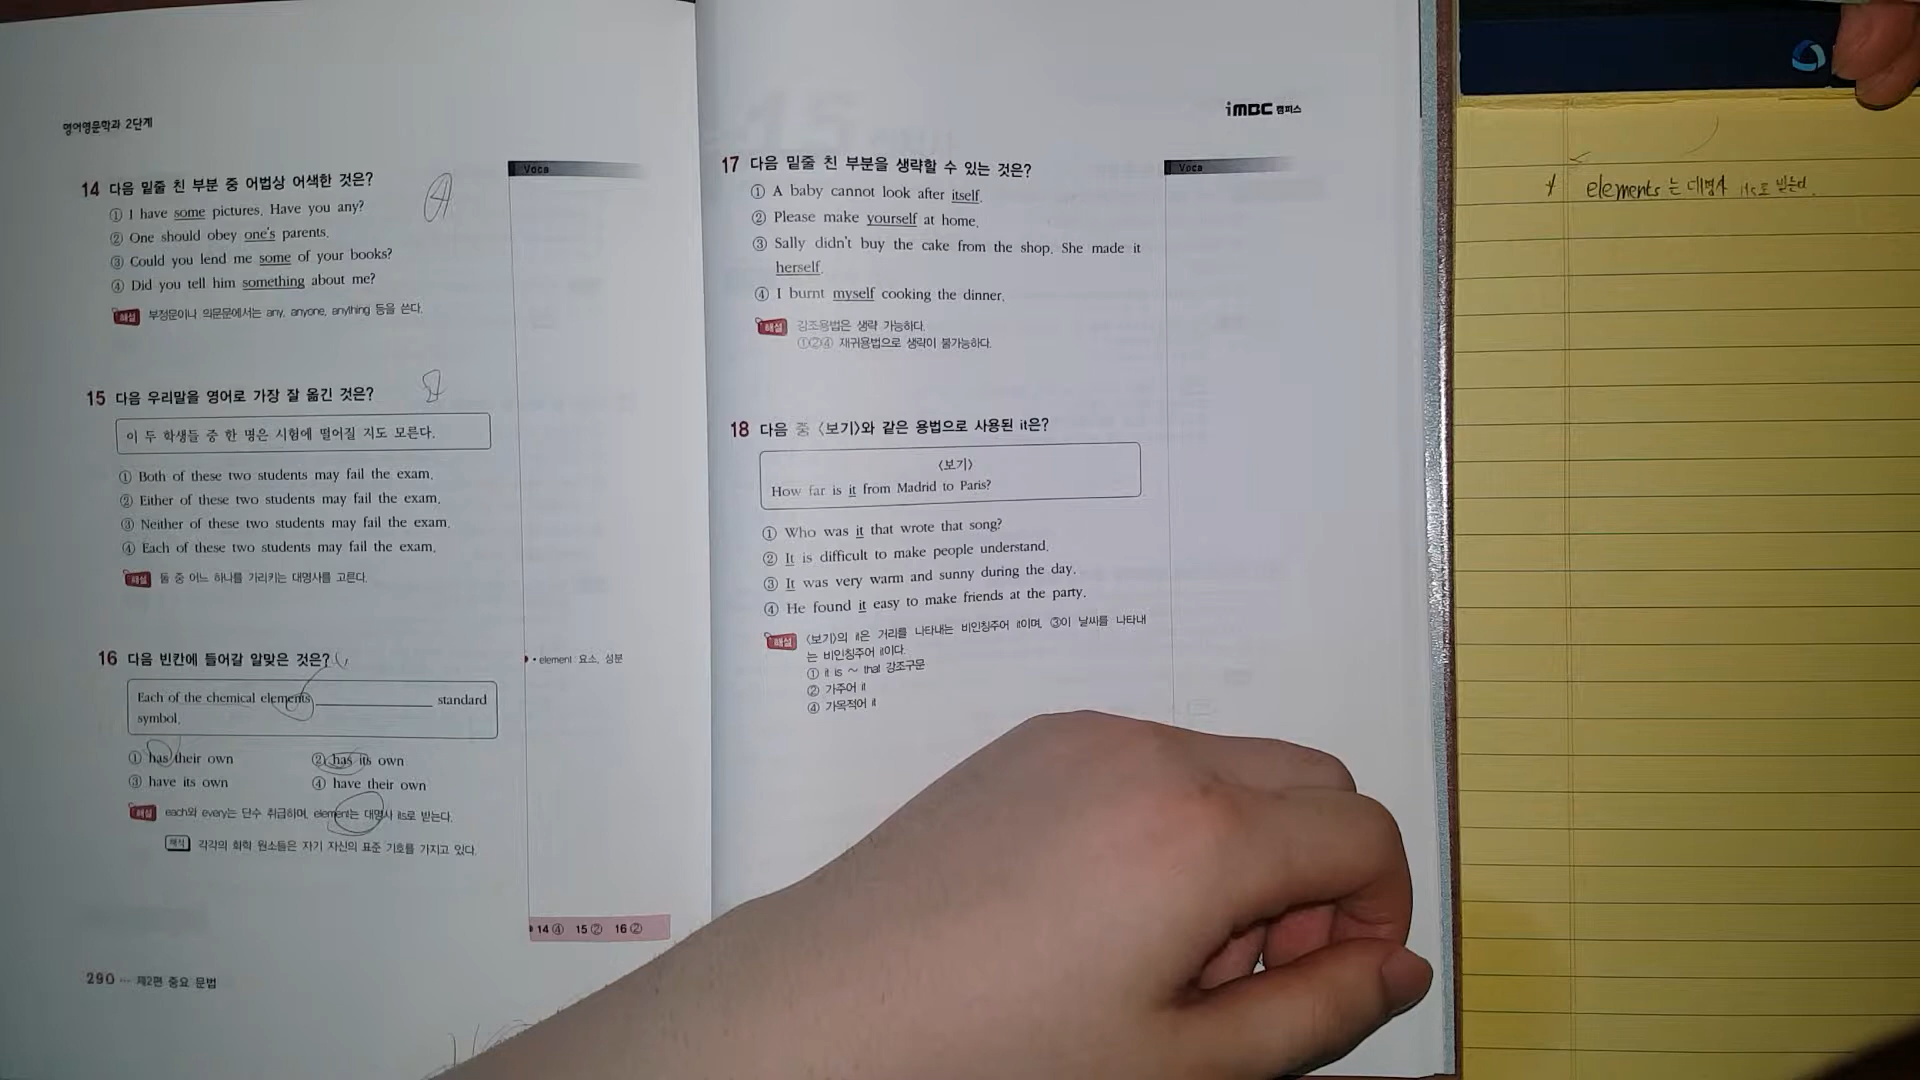 영어영문학과 2단계
14 다음 밑줄 친 부분 중 어법상 어색한 것은?
④
① I have some pictures. Have you any?
② One should obey one's parents.
③ Could you lend me some of your books?
④ Did you tell him something about me?
해설 부정문이나 의문문에서는 any, anyone, anything 등을 쓴다.
15 다음 우리말을 영어로 가장 잘 옮긴 것은?
이 두 학생들 중 한 명은 시험에 떨어질 지도 모른다.
① Both of these two students may fail the exam.
② Either of these two students may fail the exam.
③ Neither of these two students may fail the exam.
④ Each of these two students may fail the exam.
해설 둘 중 어느 하나를 가리키는 대명사를 고른다.
16 다음 빈칸에 들어갈 알맞은 것은?
Each of the chemical elements ____________ standard
symbol.
① has their own ② has its own
③ have its own ④ have their own
해설 each와 every는 단수 취급하며, element는 대명사 its로 받는다.
해석 각각의 화학 원소들은 자기 자신의 표준 기호를 가지고 있다.
Voca
• element 요소, 성분
14 ④ 15 ② 16 ②
290 ··· 제2편 중요 문법
iMBC 캠퍼스
17 다음 밑줄 친 부분을 생략할 수 있는 것은?
① A baby cannot look after itself.
② Please make yourself at home.
③ Sally didn't buy the cake from the shop. She made it
herself.
④ I burnt myself cooking the dinner.
해설 강조용법은 생략 가능하다.
①②④ 재귀용법으로 생략이 불가능하다.
18 다음 중 〈보기〉와 같은 용법으로 사용된 it은?
〈보기〉
How far is it from Madrid to Paris?
① Who was it that wrote that song?
② It is difficult to make people understand.
③ It was very warm and sunny during the day.
④ He found it easy to make friends at the party.
해설 〈보기〉의 it은 거리를 나타내는 비인칭주어 it이며, ③이 날씨를 나타내
는 비인칭주어 it이다.
① it is ~ that 강조구문
② 가주어 it
④ 가목적어 it
Voca
elements 는 대명사 its로 받는다.